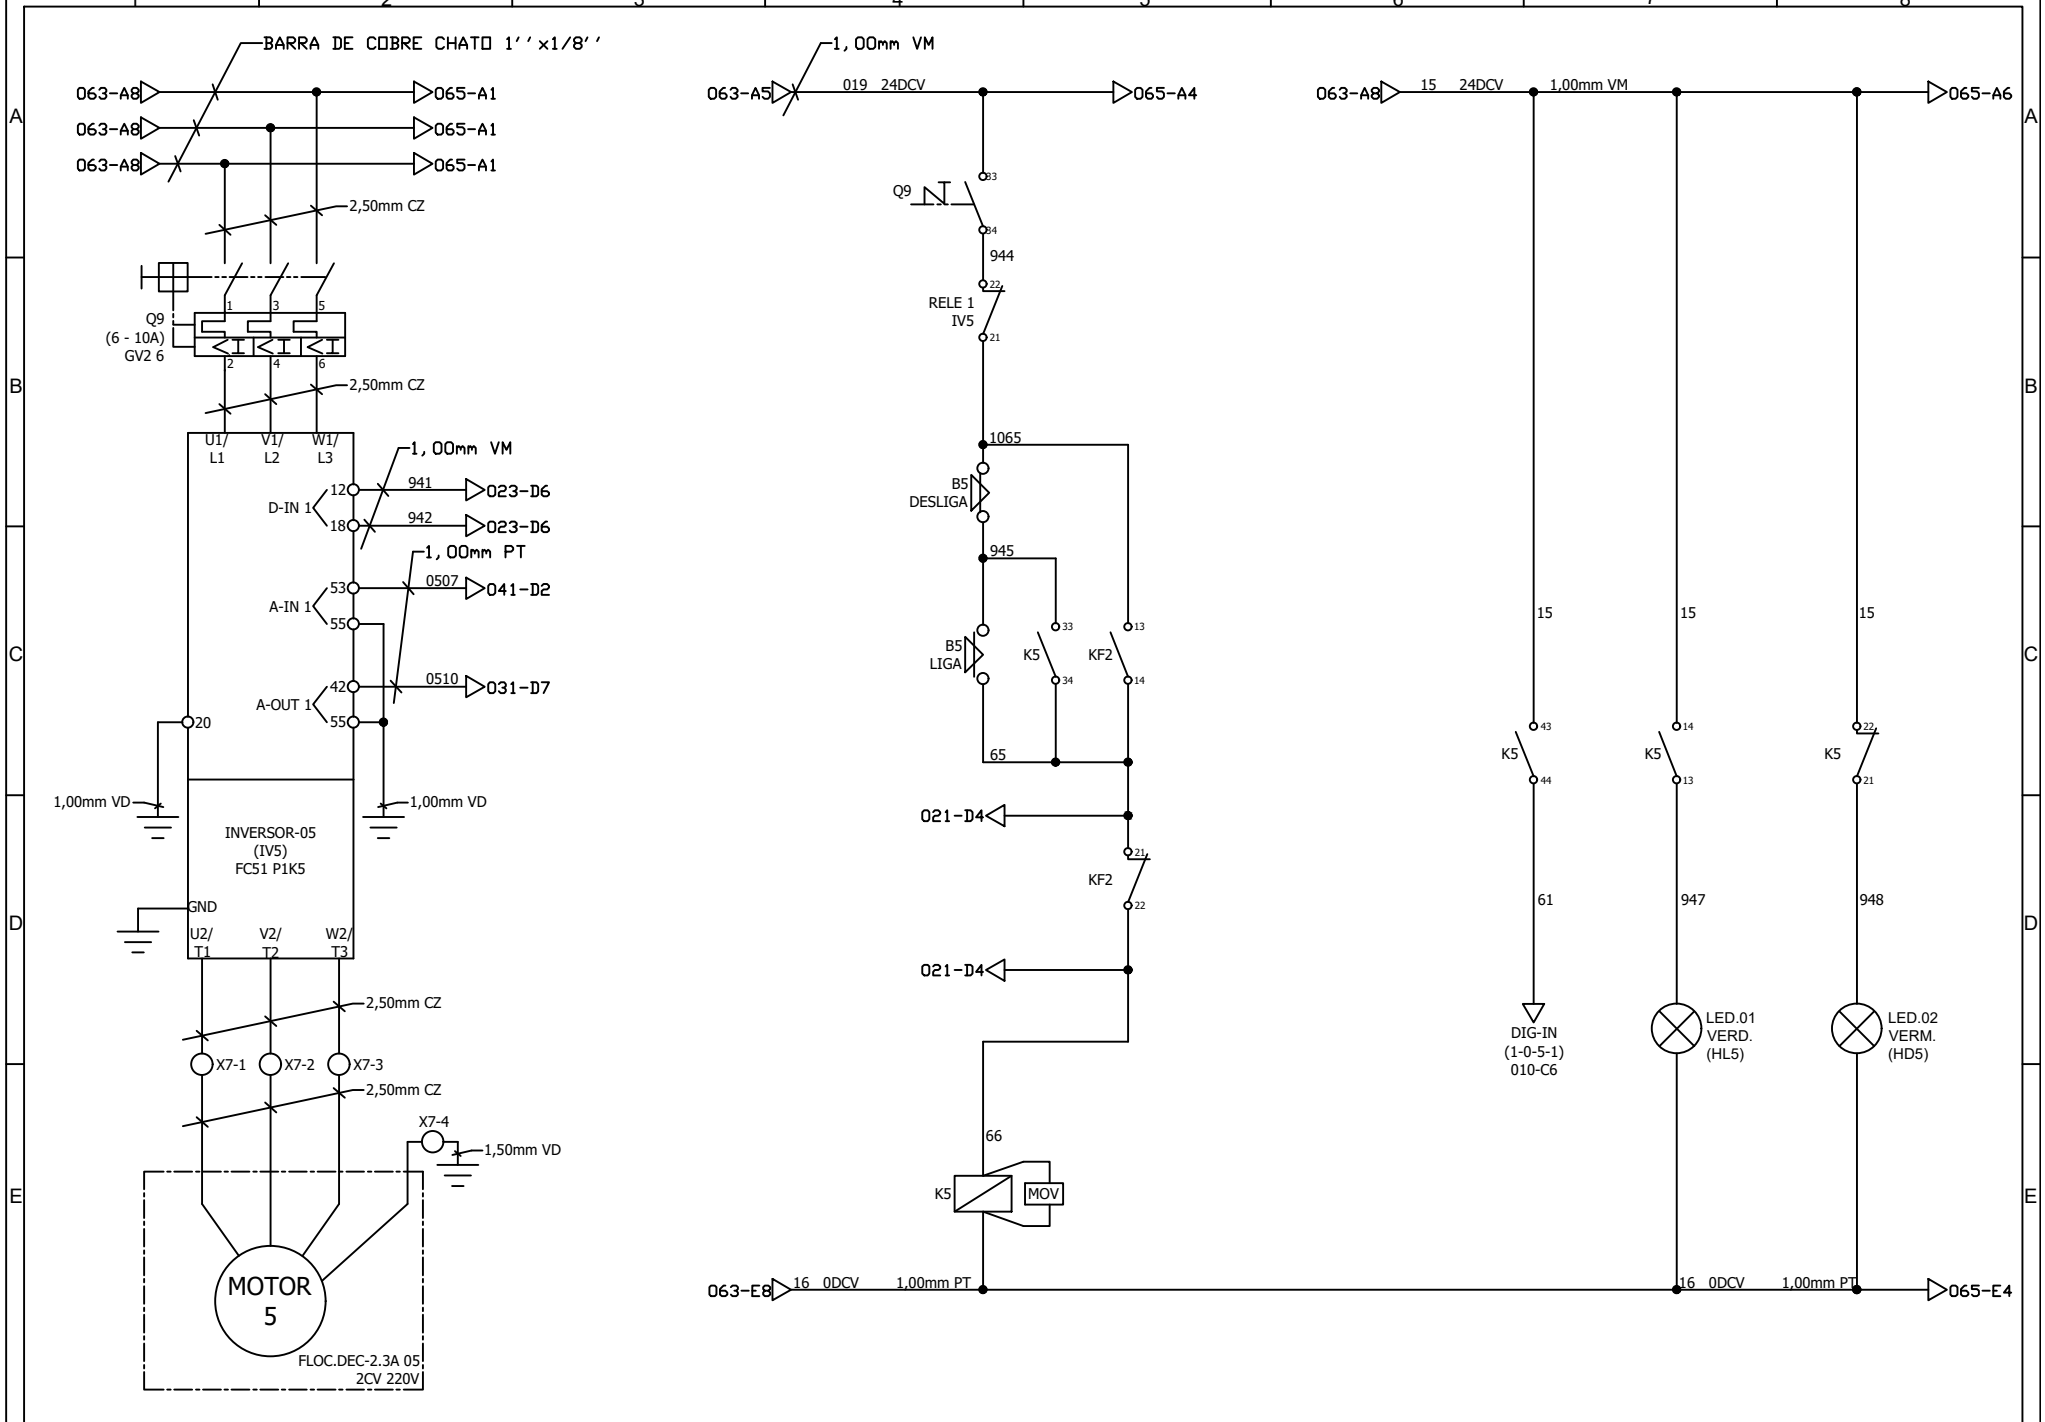 2 3 4 5 6 7 8
BARRA DE COBRE CHATO 1''x1/8''
1,00mm VM
063-A8 065-A1
063-A5 019 24DCV 065-A4
063-A8 15 24DCV 1,00mm VM 065-A6
A A
063-A8 065-A1
063-A8 065-A1
33
Q9
34
2,50mm CZ
944
22
RELE 1
IV5
21
1 3 5
Q9
(6 - 10A)
GV2 6
I I I
2 4 6
B B
2,50mm CZ
U1/ V1/ W1/
L1 L2 L3
1,00mm VM
1065
12 941 023-D6
D-IN 1
18 942 023-D6
B5
DESLIGA
1,00mm PT
945
53 0507 041-D2
A-IN 1
55
15 15 15
33 13
B5
LIGA
K5 KF2
34 14
C C
42 0510 031-D7
A-OUT 1
55
20
65
43 14 22
K5 K5 K5
44 13 21
1,00mm VD 1,00mm VD
021-D4
INVERSOR-05
(IV5)
FC51 P1K5
21
KF2
22
61 947 948
GND
D D
U2/ V2/ W2/
T1 T2 T3
021-D4
2,50mm CZ
DIG-IN
(1-0-5-1)
010-C6
LED.01
VERD.
(HL5)
LED.02
VERM.
(HD5)
X7-1 X7-2 X7-3
2,50mm CZ
X7-4
1,50mm VD
66
K5 MOV
E E
MOTOR
5
063-E8 16 0DCV 1,00mm PT 16 0DCV 1,00mm PT 065-E4
FLOC.DEC-2.3A 05
2CV 220V